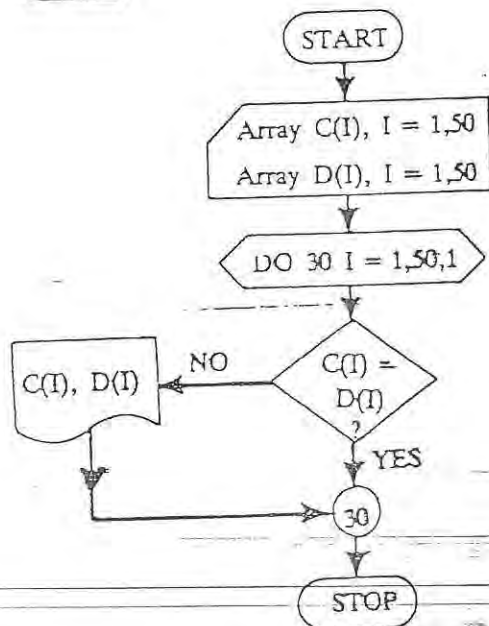 START
Array C(I), I = 1,50
Array D(I), I = 1,50
DO 30 I = 1,50,1
C(I) =
D(I)
?
NO
C(I), D(I)
YES
30
STOP